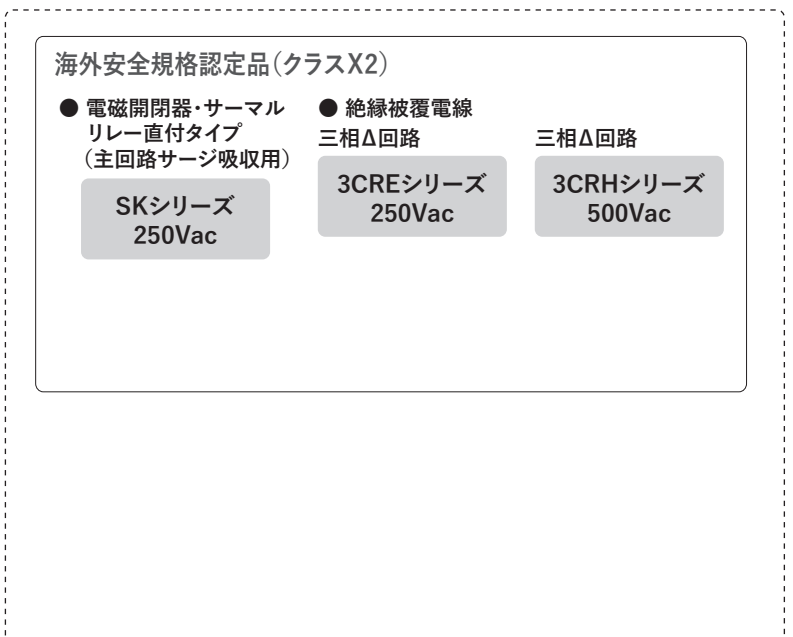 海外安全規格認定品(クラスX2)
● 電磁開閉器・サーマル
リレー直付タイプ
(主回路サージ吸収用)
SKシリーズ
250Vac
● 絶縁被覆電線
三相Δ回路
3CREシリーズ
250Vac
三相Δ回路
3CRHシリーズ
500Vac